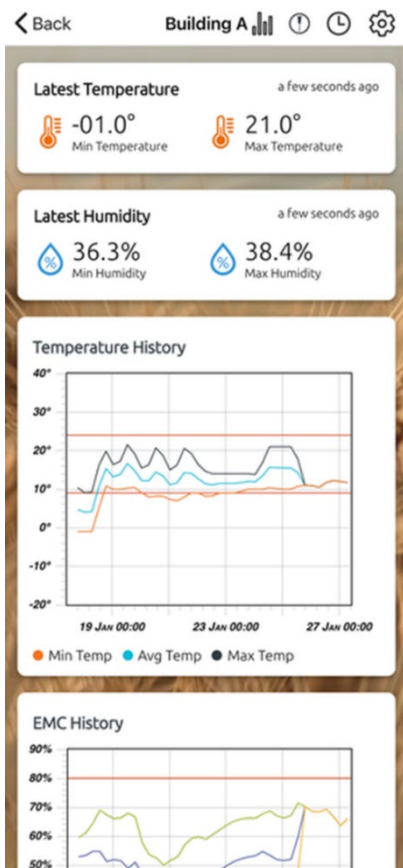 Back Building A
Latest Temperature a few seconds ago
-01.0° 21.0°
Min Temperature Max Temperature
Latest Humidity a few seconds ago
% 36.3% % 38.4%
Min Humidity Max Humidity
Temperature History
40°
30°
20°
10°
0°
-10°
-20°
19 JAN 00:00 23 JAN 00:00 27 JAN 00:00
Min Temp Avg Temp Max Temp
EMC History
90%
80%
70%
60%
50%